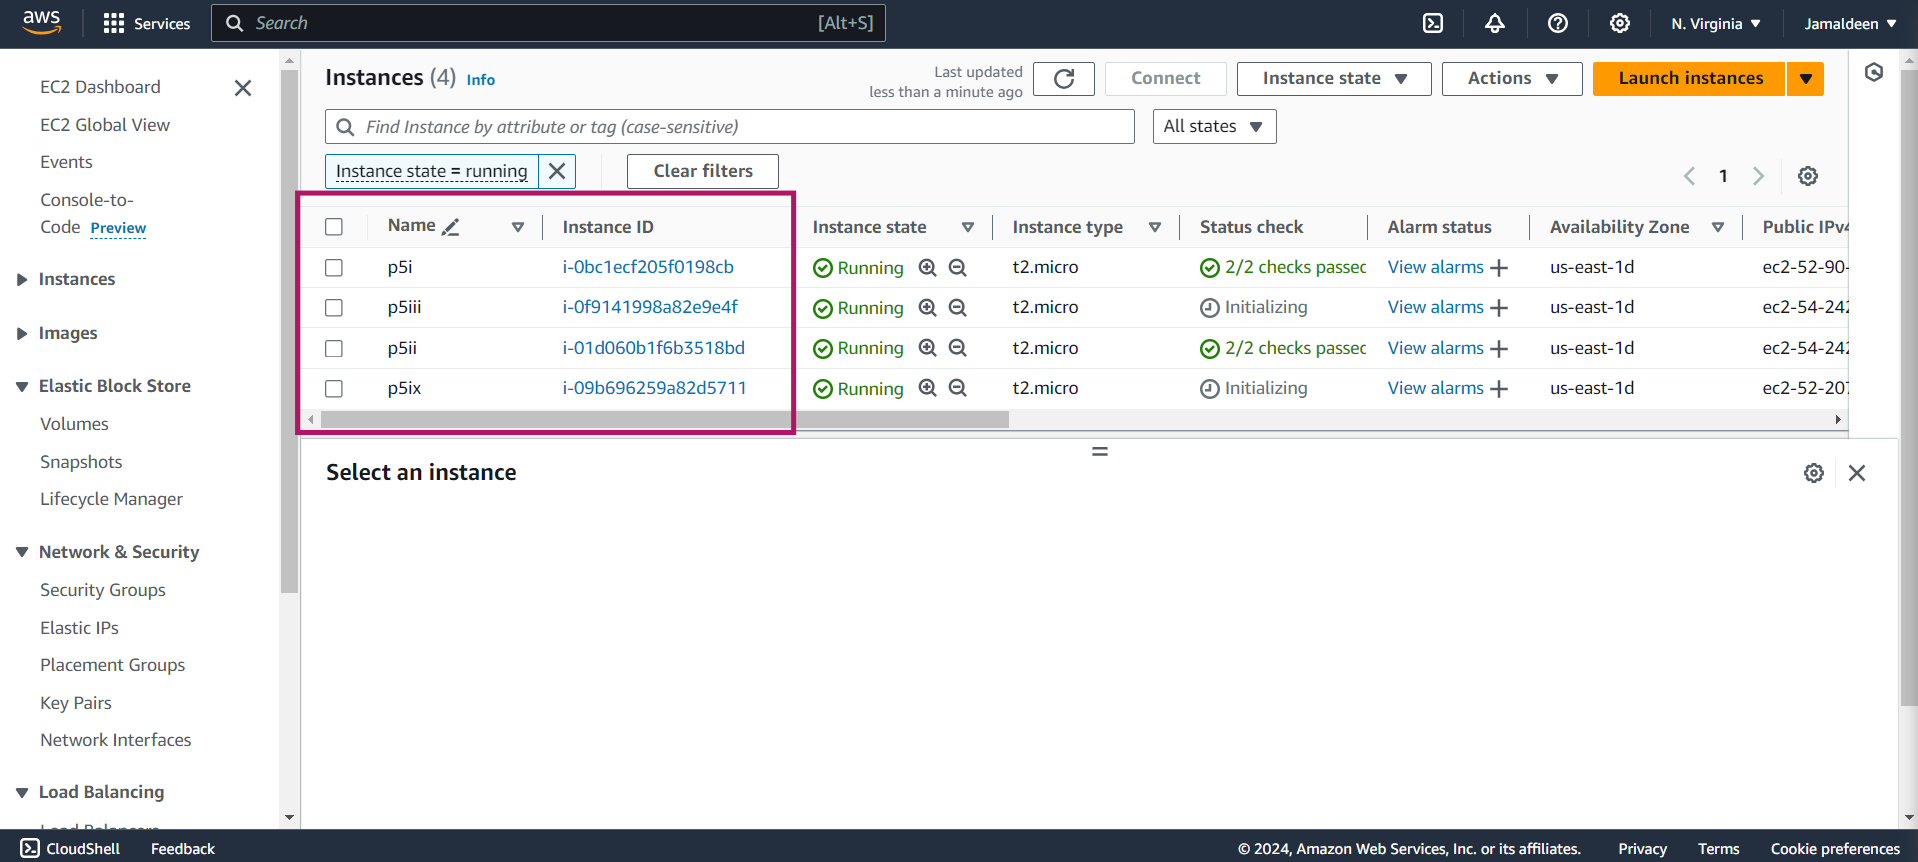 aws
Services
Search
[Alt+S]
N. Virginia
Jamaldeen
EC2 Dashboard
EC2 Global View
Events
Console-to-
Code Preview
Instances
Images
Elastic Block Store
Volumes
Snapshots
Lifecycle Manager
Network & Security
Security Groups
Elastic IPs
Placement Groups
Key Pairs
Network Interfaces
Load Balancing
Instances (4) Info
Last updated
less than a minute ago
Connect
Instance state
Actions
Launch instances
Find Instance by attribute or tag (case-sensitive)
All states
Instance state = running
Clear filters
1
Name Instance ID Instance state Instance type Status check Alarm status Availability Zone Public IPv4
p5i i-0bc1ecf205f0198cb Running t2.micro 2/2 checks passed View alarms us-east-1d ec2-52-90-
p5iii i-0f9141998a82e9e4f Running t2.micro Initializing View alarms us-east-1d ec2-54-242
p5ii i-01d060b1f6b3518bd Running t2.micro 2/2 checks passed View alarms us-east-1d ec2-54-242
p5ix i-09b696259a82d5711 Running t2.micro Initializing View alarms us-east-1d ec2-52-207
Select an instance
CloudShell
Feedback
© 2024, Amazon Web Services, Inc. or its affiliates.
Privacy
Terms
Cookie preferences